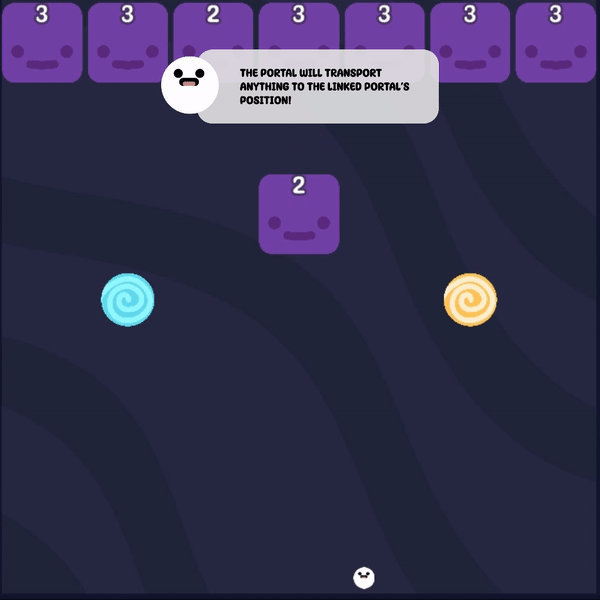 3 3 2 3 3 3 3
THE PORTAL WILL TRANSPORT
ANYTHING TO THE LINKED PORTAL'S
POSITION!
2